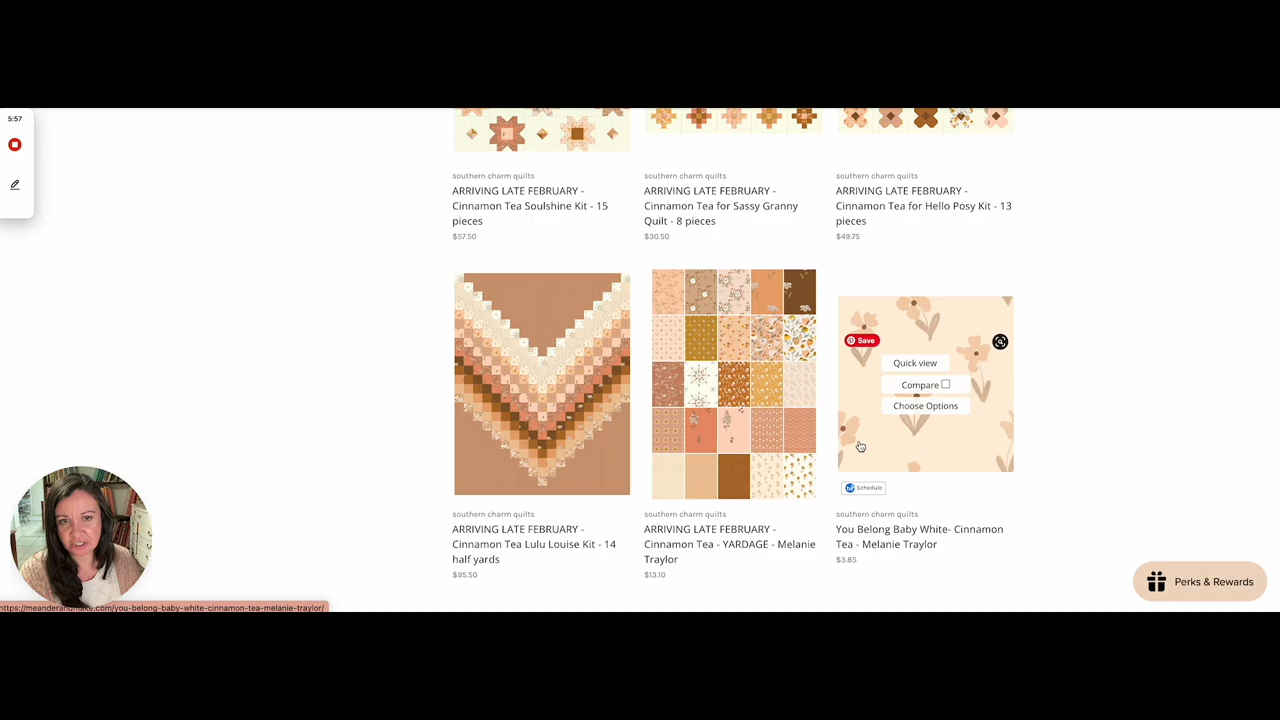 5:57
southern charm quilts
ARRIVING LATE FEBRUARY -
Cinnamon Tea Soulshine Kit - 15
pieces
$57.50
southern charm quilts
ARRIVING LATE FEBRUARY -
Cinnamon Tea for Sassy Granny
Quilt - 8 pieces
$30.50
southern charm quilts
ARRIVING LATE FEBRUARY -
Cinnamon Tea for Hello Posy Kit - 13
pieces
$49.75
Save
Quick view
Compare
Choose Options
Schedule
southern charm quilts
ARRIVING LATE FEBRUARY -
Cinnamon Tea Lulu Louise Kit - 14
half yards
$95.50
southern charm quilts
ARRIVING LATE FEBRUARY -
Cinnamon Tea - YARDAGE - Melanie
Traylor
$13.10
southern charm quilts
You Belong Baby White- Cinnamon
Tea - Melanie Traylor
$3.85
Perks & Rewards
https://meanderandmake.com/you-belong-baby-white-cinnamon-tea-melanie-traylor/